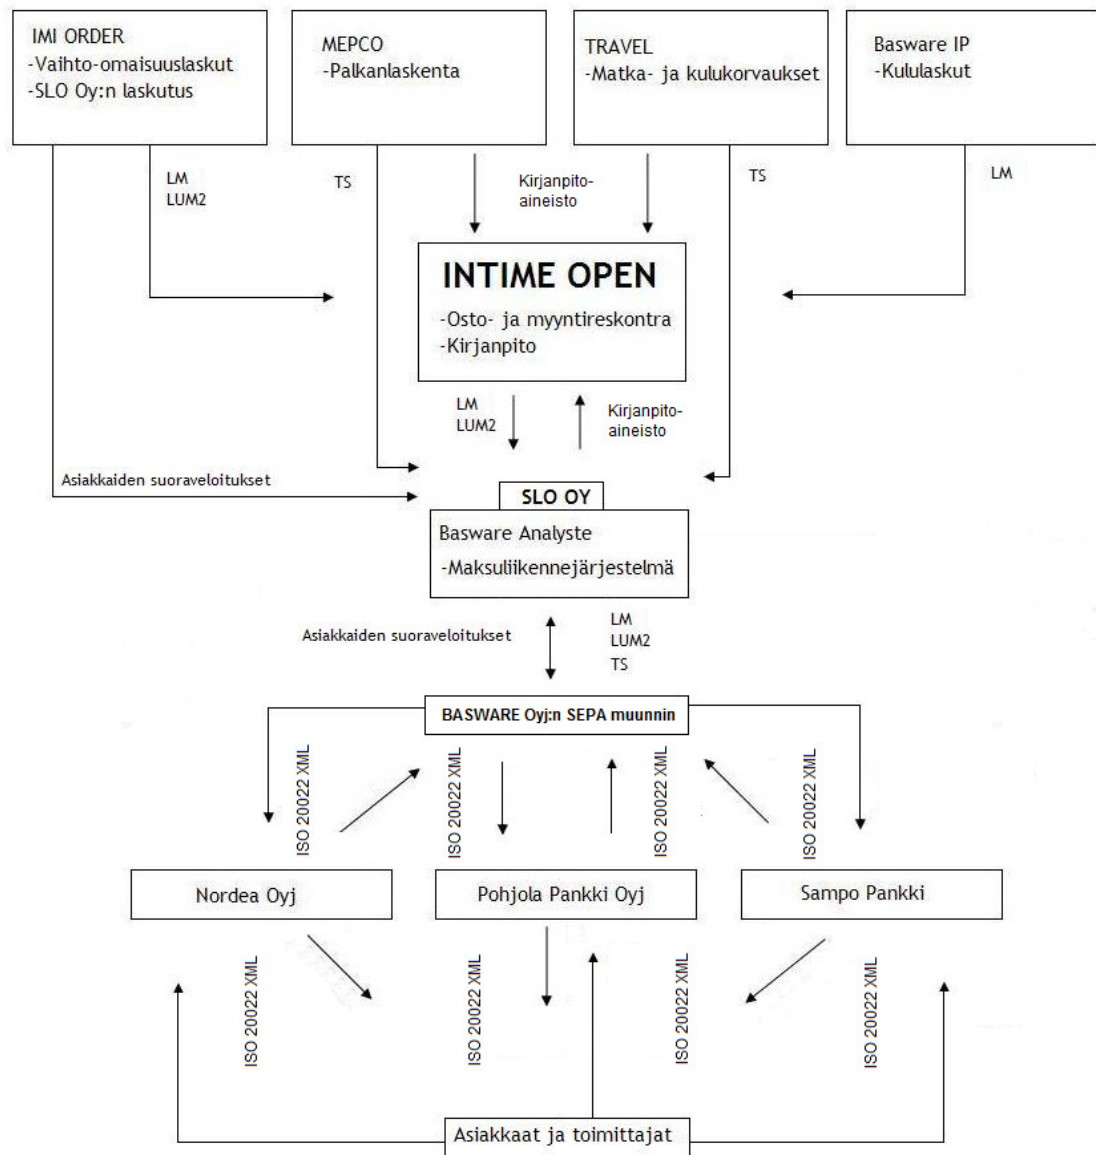 IMI ORDER
-Vaihto-omaisuuslaskut
-SLO Oy:n laskutus
MEPCO
-Palkanlaskenta
TRAVEL
-Matka- ja kulukorvaukset
Basware IP
-Kululaskut
LM
LUM2
TS
Kirjanpito-
aineisto
TS
LM
INTIME OPEN
-Osto- ja myyntireskontra
-Kirjanpito
LM
LUM2
Kirjanpito-
aineisto
Asiakkaiden suoraveloitukset
SLO OY
Basware Analyste
-Maksuliikennejärjestelmä
Asiakkaiden suoraveloitukset
LM
LUM2
TS
BASWARE Oyj:n SEPA muunnin
ISO 20022 XML
ISO 20022 XML
ISO 20022 XML
ISO 20022 XML
Nordea Oyj
Pohjola Pankki Oyj
Sampo Pankki
ISO 20022 XML
ISO 20022 XML
ISO 20022 XML
ISO 20022 XML
Asiakkaat ja toimittajat